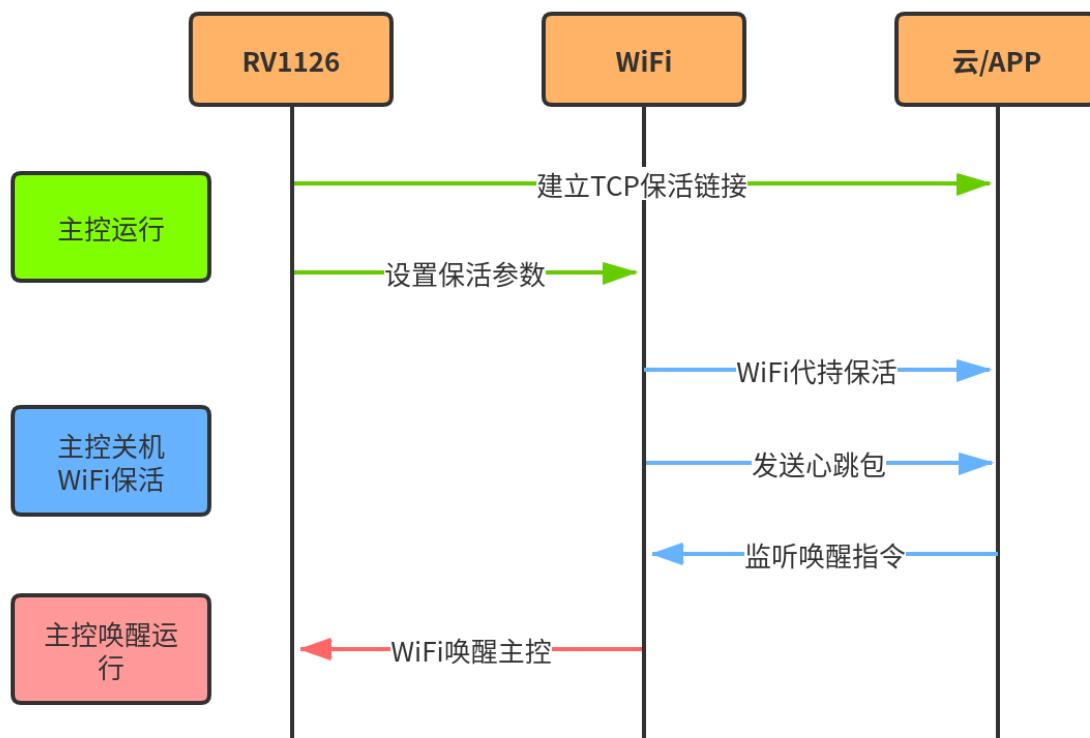 RV1126
WiFi
云/APP
主控运行
建立TCP保活链接
设置保活参数
WiFi代持保活
主控关机
WiFi保活
发送心跳包
监听唤醒指令
主控唤醒运
行
WiFi唤醒主控